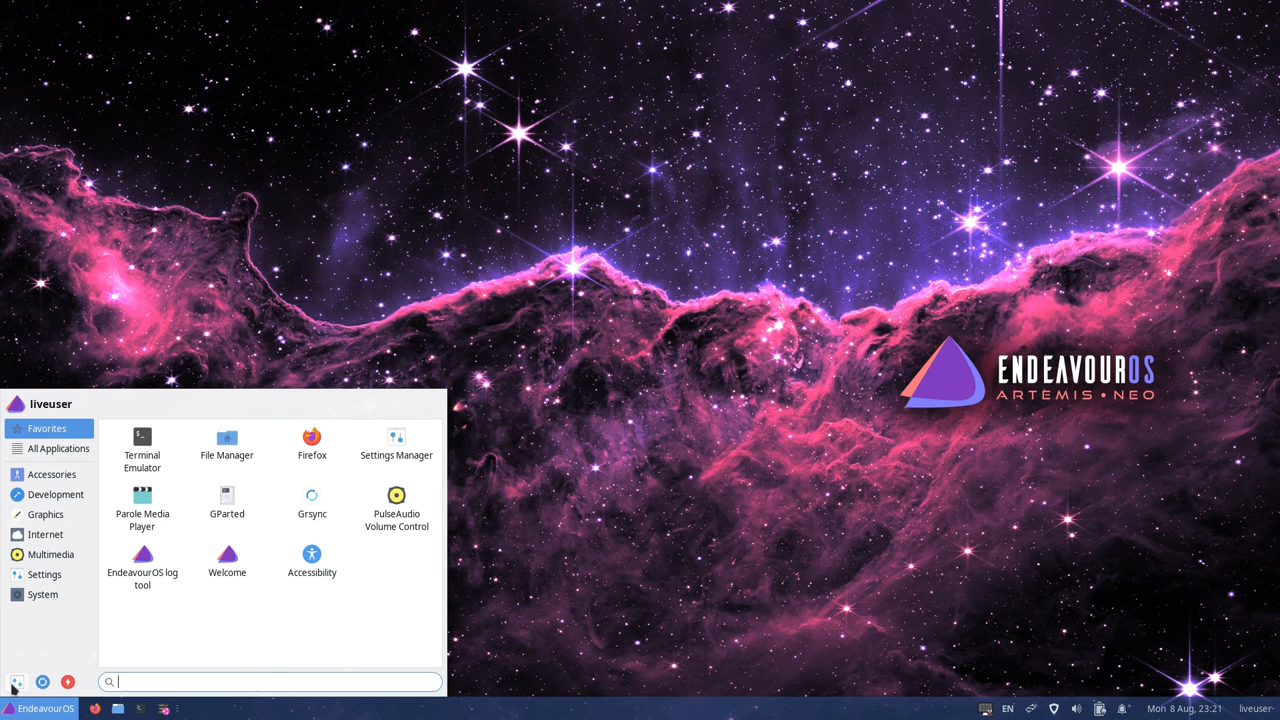 ENDEAVOUROS
ARTEMIS • NEO
liveuser
Favorites
All Applications
Accessories
Development
Graphics
Internet
Multimedia
Settings
System
Terminal
Emulator
File Manager
Firefox
Settings Manager
Parole Media
Player
GParted
Grsync
PulseAudio
Volume Control
EndeavourOS log
tool
Welcome
Accessibility
EndeavourOS
EN
Mon 8 Aug, 23:21
liveuser